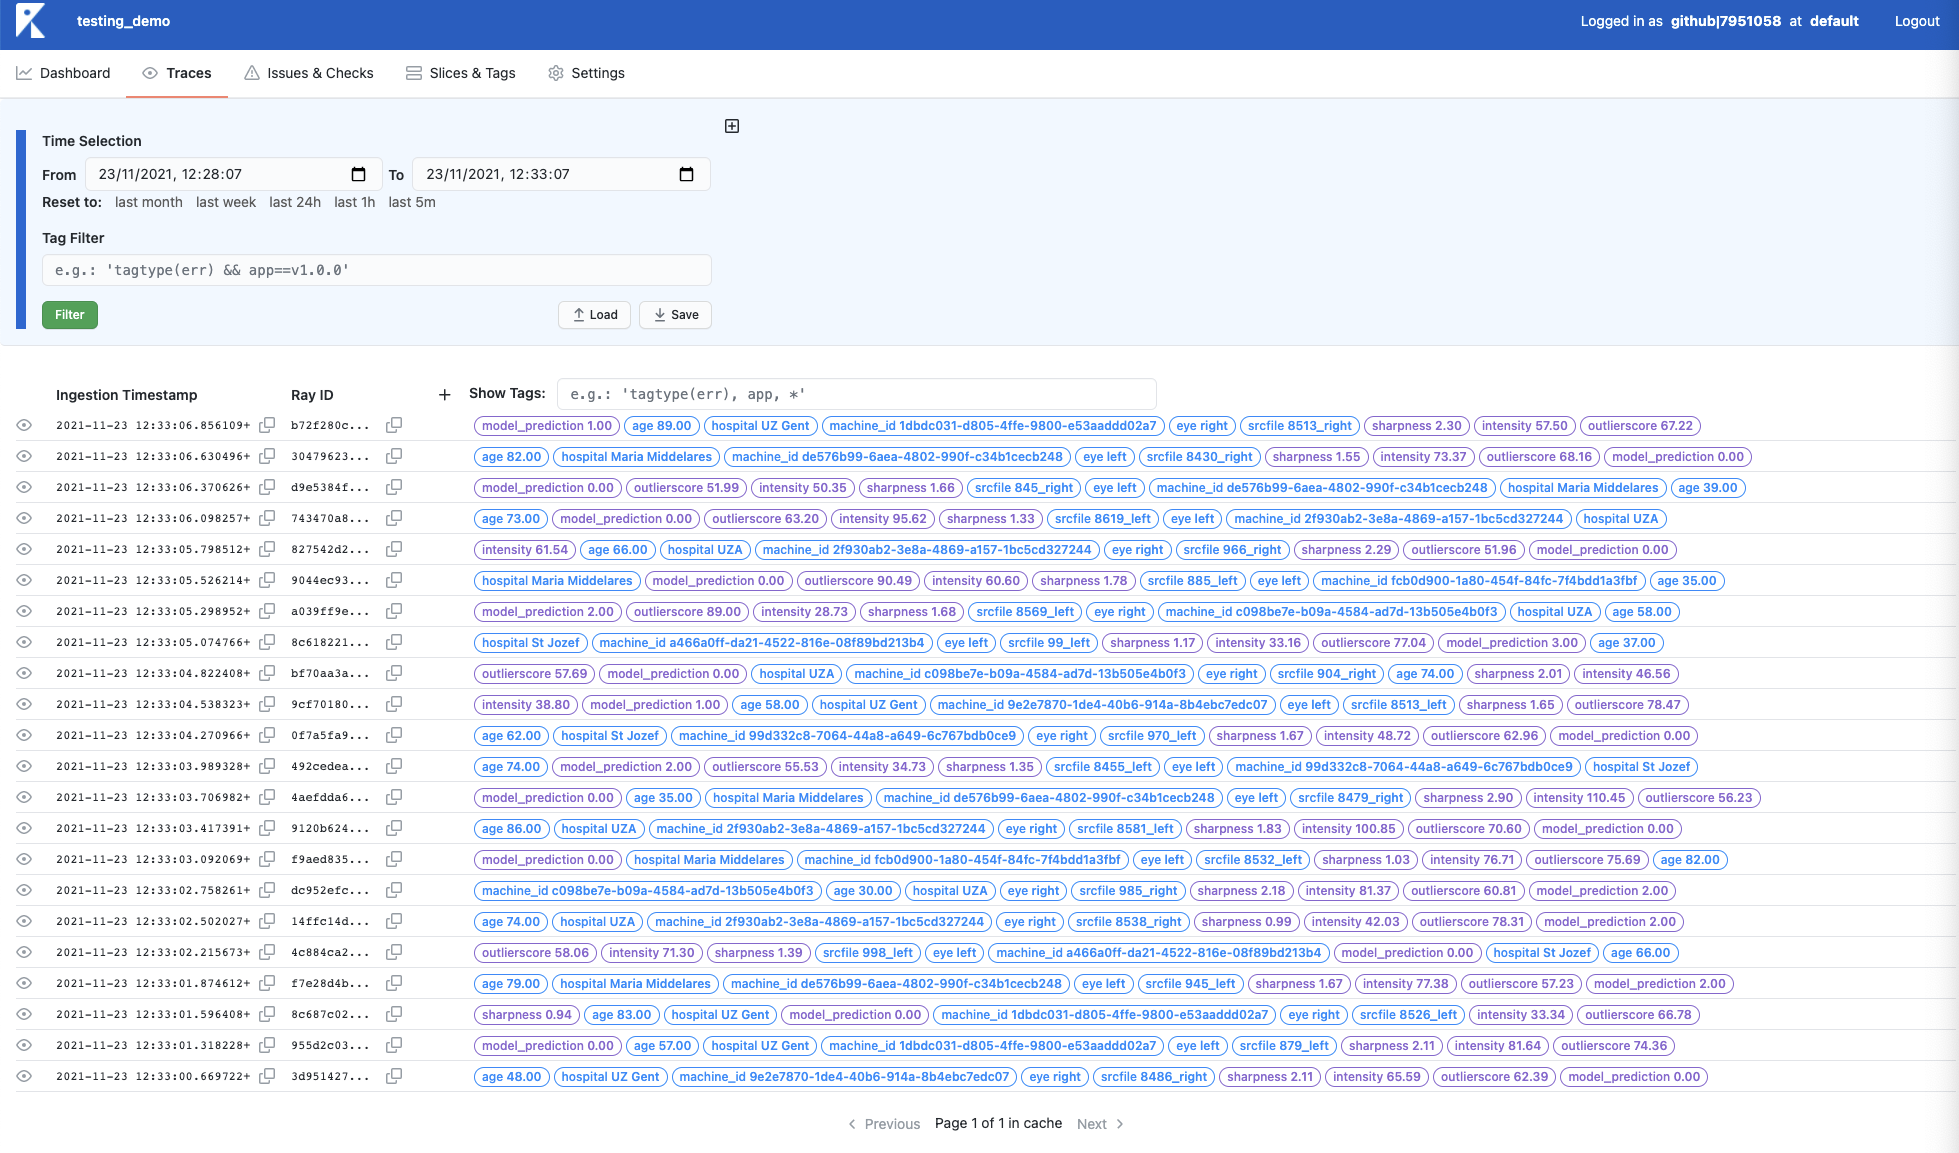 testing_demo
Logged in as github|7951058 at default Logout
Dashboard Traces Issues & Checks Slices & Tags Settings
Time Selection
From 23/11/2021, 12:28:07 To 23/11/2021, 12:33:07
Reset to: last month last week last 24h last 1h last 5m
Tag Filter
e.g.: 'tagtype(err) && app==v1.0.0'
Filter Load Save
Ingestion Timestamp Ray ID + Show Tags: e.g.: 'tagtype(err), app, *'
2021-11-23 12:33:06.856109+ b72f280c... model_prediction 1.00 age 89.00 hospital UZ Gent machine_id 1dbdc031-d805-4ffe-9800-e53aaddd02a7 eye right srcfile 8513_right sharpness 2.30 intensity 57.50 outlierscore 67.22
2021-11-23 12:33:06.630496+ 30479623... age 82.00 hospital Maria Middelares machine_id de576b99-6aea-4802-990f-c34b1cecb248 eye left srcfile 8430_right sharpness 1.55 intensity 73.37 outlierscore 68.16 model_prediction 0.00
2021-11-23 12:33:06.370626+ d9e5384f... model_prediction 0.00 outlierscore 51.99 intensity 50.35 sharpness 1.66 srcfile 845_right eye left machine_id de576b99-6aea-4802-990f-c34b1cecb248 hospital Maria Middelares age 39.00
2021-11-23 12:33:06.098257+ 743470a8... age 73.00 model_prediction 0.00 outlierscore 63.20 intensity 95.62 sharpness 1.33 srcfile 8619_left eye left machine_id 2f930ab2-3e8a-4869-a157-1bc5cd327244 hospital UZA
2021-11-23 12:33:05.798512+ 827542d2... intensity 61.54 age 66.00 hospital UZA machine_id 2f930ab2-3e8a-4869-a157-1bc5cd327244 eye right srcfile 966_right sharpness 2.29 outlierscore 51.96 model_prediction 0.00
2021-11-23 12:33:05.526214+ 9044ec93... hospital Maria Middelares model_prediction 0.00 outlierscore 90.49 intensity 60.60 sharpness 1.78 srcfile 885_left eye left machine_id fcb0d900-1a80-454f-84fc-7f4bdd1a3fbf age 35.00
2021-11-23 12:33:05.298952+ a039ff9e... model_prediction 2.00 outlierscore 89.00 intensity 28.73 sharpness 1.68 srcfile 8569_left eye right machine_id c098be7e-b09a-4584-ad7d-13b505e4b0f3 hospital UZA age 58.00
2021-11-23 12:33:05.074766+ 8c618221... hospital St Jozef machine_id a466a0ff-da21-4522-816e-08f89bd213b4 eye left srcfile 99_left sharpness 1.17 intensity 33.16 outlierscore 77.04 model_prediction 3.00 age 37.00
2021-11-23 12:33:04.822408+ bf70aa3a... outlierscore 57.69 model_prediction 0.00 hospital UZA machine_id c098be7e-b09a-4584-ad7d-13b505e4b0f3 eye right srcfile 904_right age 74.00 sharpness 2.01 intensity 46.56
2021-11-23 12:33:04.538323+ 9cf70180... intensity 38.80 model_prediction 1.00 age 58.00 hospital UZ Gent machine_id 9e2e7870-1de4-40b6-914a-8b4ebc7edc07 eye left srcfile 8513_left sharpness 1.65 outlierscore 78.47
2021-11-23 12:33:04.270966+ 0f7a5fa9... age 62.00 hospital St Jozef machine_id 99d332c8-7064-44a8-a649-6c767bdb0ce9 eye right srcfile 970_left sharpness 1.67 intensity 48.72 outlierscore 62.96 model_prediction 0.00
2021-11-23 12:33:03.989328+ 492cedea... age 74.00 model_prediction 2.00 outlierscore 55.53 intensity 34.73 sharpness 1.35 srcfile 8455_left eye left machine_id 99d332c8-7064-44a8-a649-6c767bdb0ce9 hospital St Jozef
2021-11-23 12:33:03.706982+ 4aefdda6... model_prediction 0.00 age 35.00 hospital Maria Middelares machine_id de576b99-6aea-4802-990f-c34b1cecb248 eye left srcfile 8479_right sharpness 2.90 intensity 110.45 outlierscore 56.23
2021-11-23 12:33:03.417391+ 9120b624... age 86.00 hospital UZA machine_id 2f930ab2-3e8a-4869-a157-1bc5cd327244 eye right srcfile 8581_left sharpness 1.83 intensity 100.85 outlierscore 70.60 model_prediction 0.00
2021-11-23 12:33:03.092069+ f9aed835... model_prediction 0.00 hospital Maria Middelares machine_id fcb0d900-1a80-454f-84fc-7f4bdd1a3fbf eye left srcfile 8532_left sharpness 1.03 intensity 76.71 outlierscore 75.69 age 82.00
2021-11-23 12:33:02.758261+ dc952efc... machine_id c098be7e-b09a-4584-ad7d-13b505e4b0f3 age 30.00 hospital UZA eye right srcfile 985_right sharpness 2.18 intensity 81.37 outlierscore 60.81 model_prediction 2.00
2021-11-23 12:33:02.502027+ 14ffc14d... age 74.00 hospital UZA machine_id 2f930ab2-3e8a-4869-a157-1bc5cd327244 eye right srcfile 8538_right sharpness 0.99 intensity 42.03 outlierscore 78.31 model_prediction 2.00
2021-11-23 12:33:02.215673+ 4c884ca2... outlierscore 58.06 intensity 71.30 sharpness 1.39 srcfile 998_left eye left machine_id a466a0ff-da21-4522-816e-08f89bd213b4 model_prediction 0.00 hospital St Jozef age 66.00
2021-11-23 12:33:01.874612+ f7e28d4b... age 79.00 hospital Maria Middelares machine_id de576b99-6aea-4802-990f-c34b1cecb248 eye left srcfile 945_left sharpness 1.67 intensity 77.38 outlierscore 57.23 model_prediction 2.00
2021-11-23 12:33:01.596408+ 8c687c02... sharpness 0.94 age 83.00 hospital UZ Gent model_prediction 0.00 machine_id 1dbdc031-d805-4ffe-9800-e53aaddd02a7 eye right srcfile 8526_left intensity 33.34 outlierscore 66.78
2021-11-23 12:33:01.318228+ 955d2c03... model_prediction 0.00 age 57.00 hospital UZ Gent machine_id 1dbdc031-d805-4ffe-9800-e53aaddd02a7 eye left srcfile 879_left sharpness 2.11 intensity 81.64 outlierscore 74.36
2021-11-23 12:33:00.669722+ 3d951427... age 48.00 hospital UZ Gent machine_id 9e2e7870-1de4-40b6-914a-8b4ebc7edc07 eye right srcfile 8486_right sharpness 2.11 intensity 65.59 outlierscore 62.39 model_prediction 0.00
Previous Page 1 of 1 in cache Next